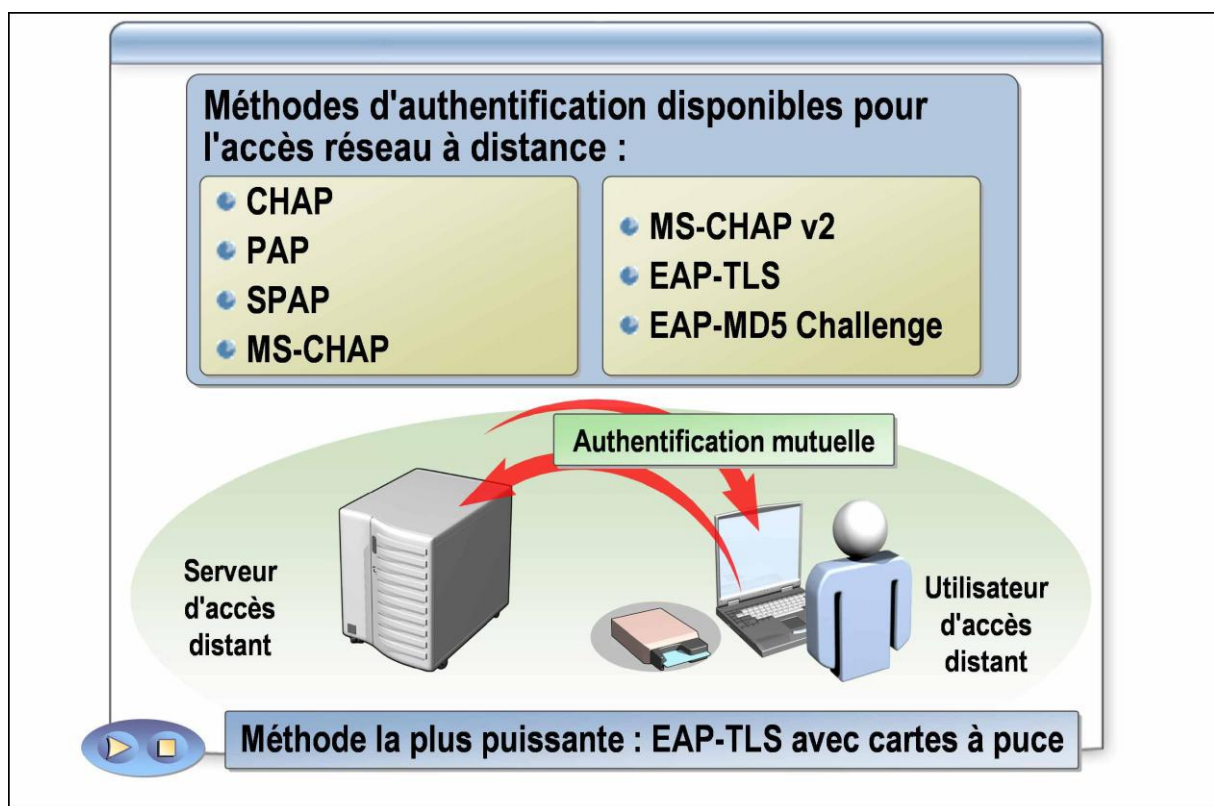 Méthodes d'authentification disponibles pour
l'accès réseau à distance :
CHAP
PAP
SPAP
MS-CHAP
MS-CHAP v2
EAP-TLS
EAP-MD5 Challenge
Authentification mutuelle
Serveur
d'accès
distant
Utilisateur
d'accès
distant
Méthode la plus puissante : EAP-TLS avec cartes à puce